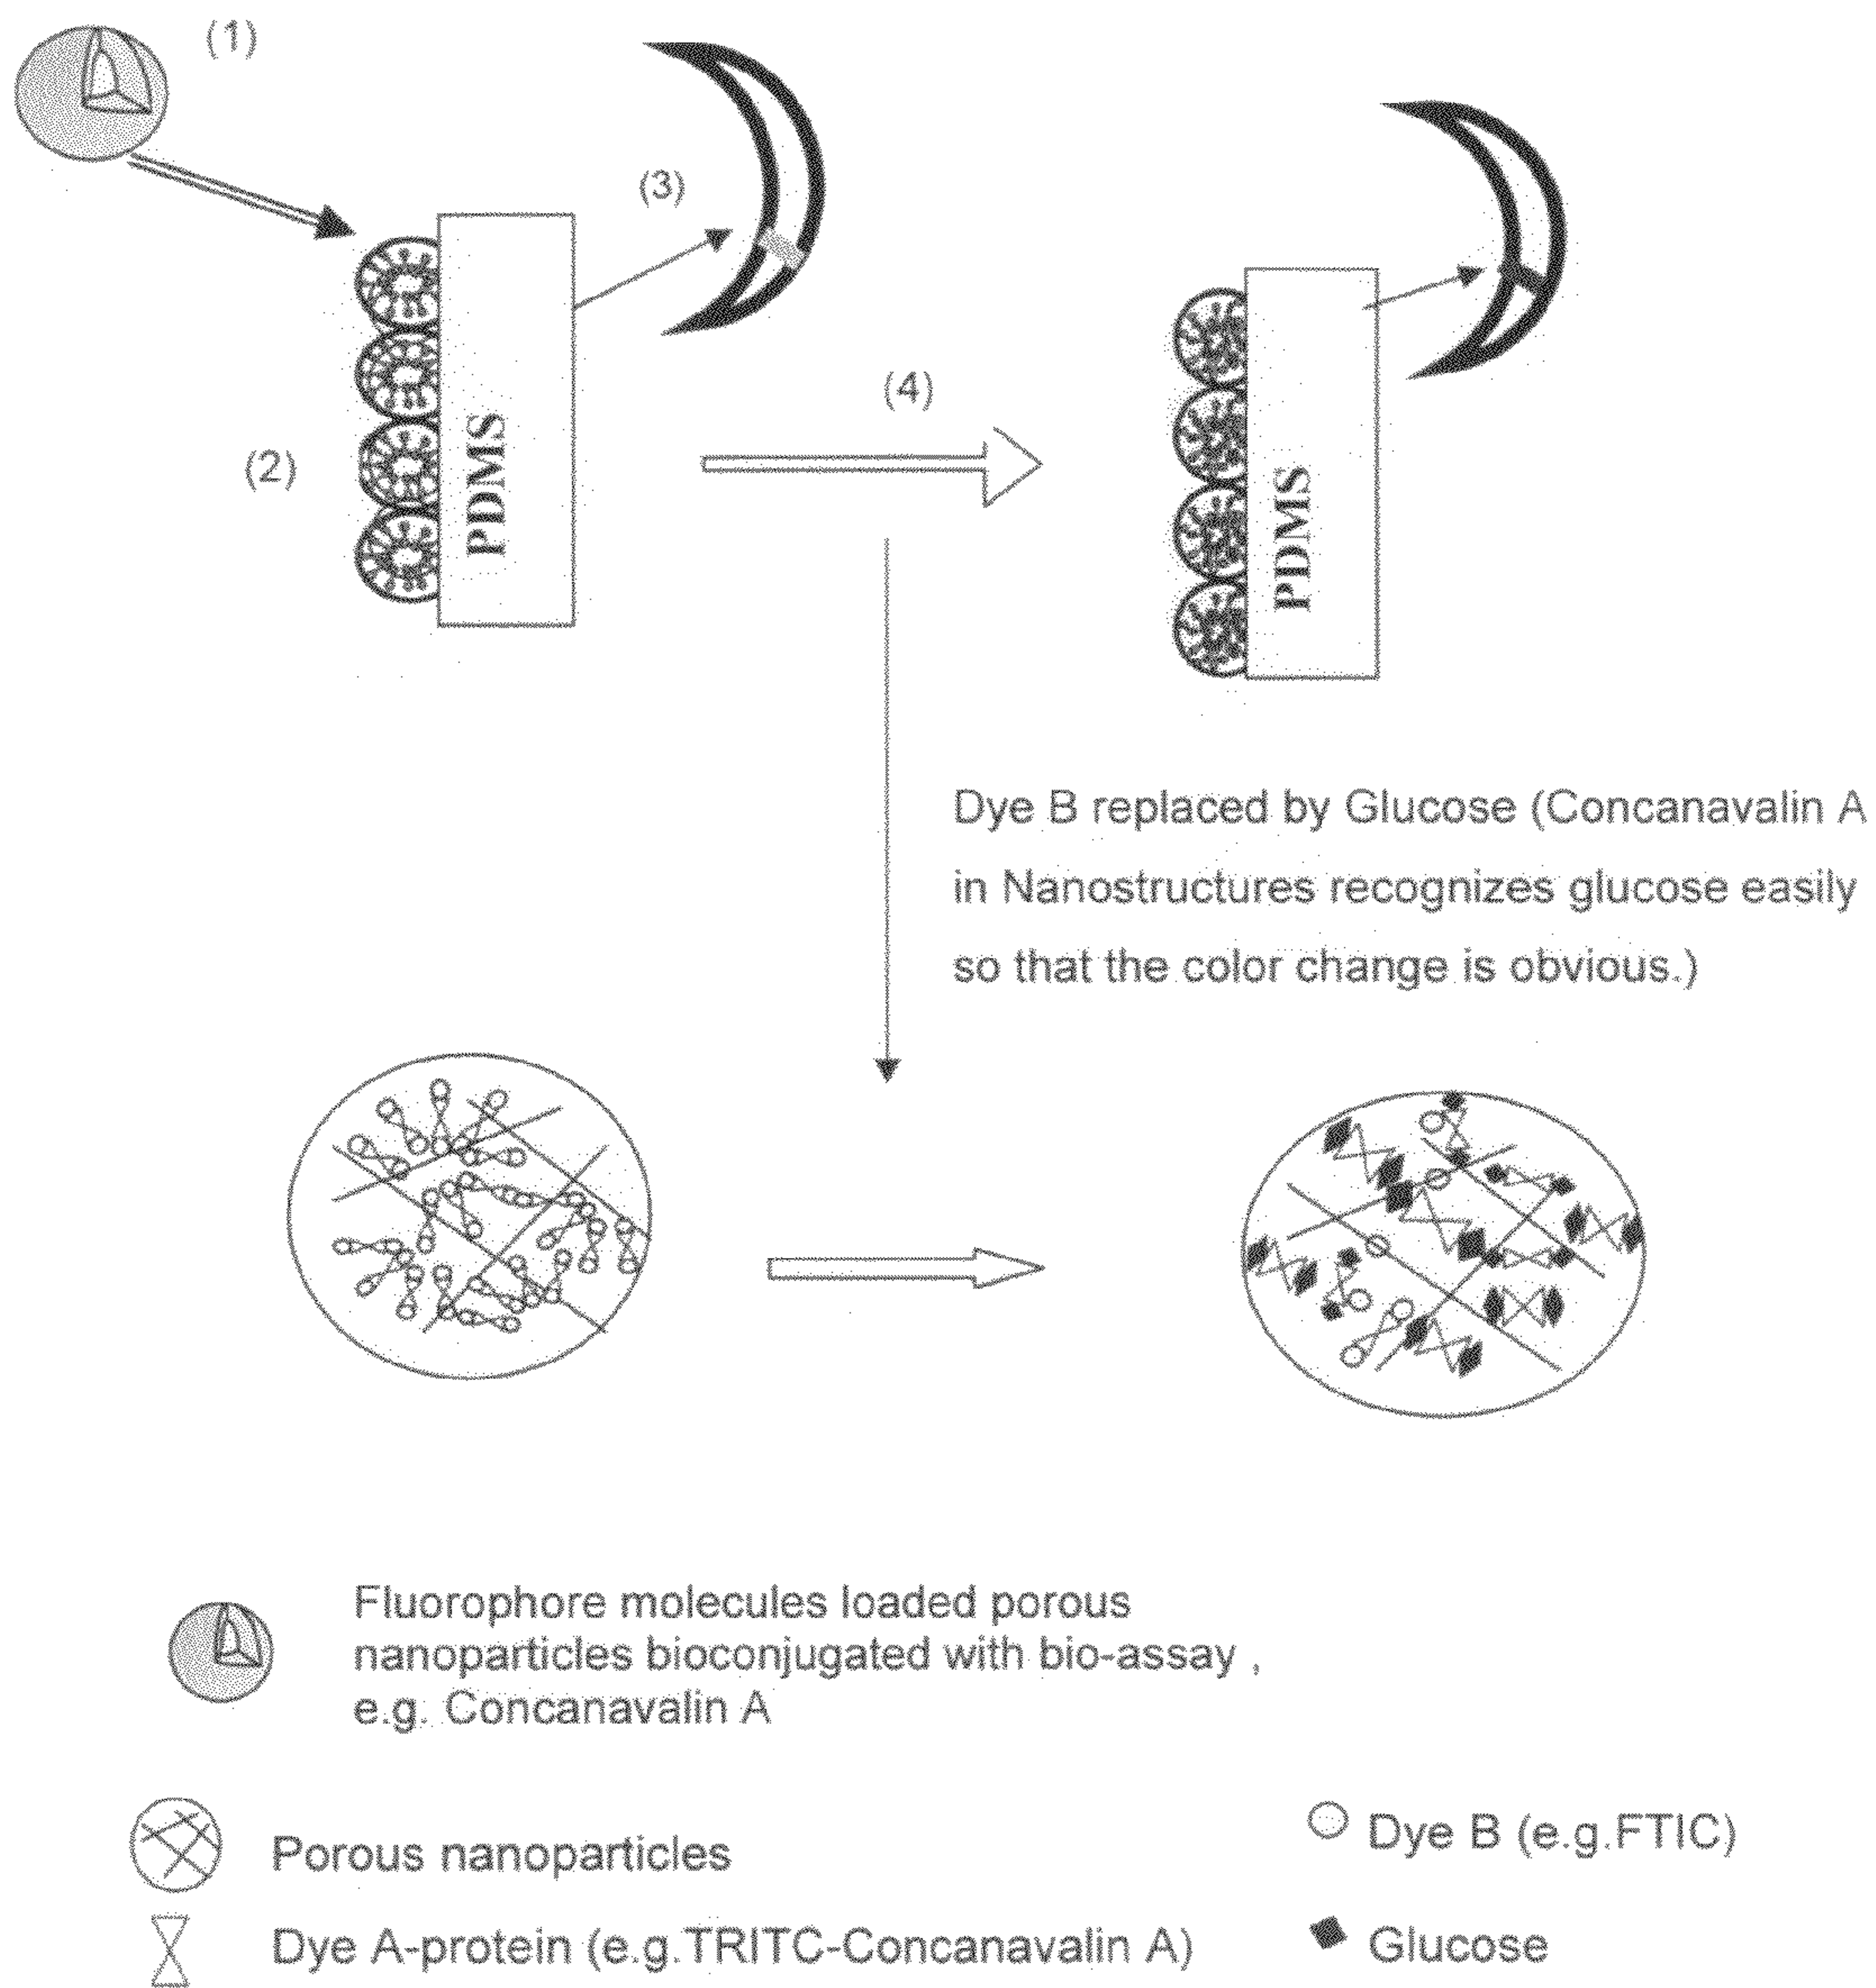 (1)
(3)
(4)
(2)
PDMS
PDMS
Dye B replaced by Glucose (Concanavalin A
in Nanostructures recognizes glucose easily
so that the color change is obvious.)
Fluorophore molecules loaded porous
nanoparticles bioconjugated with bio-assay ,
e.g. Concanavalin A
Porous nanoparticles
Dye B (e.g.FTIC)
Dye A-protein (e.g.TRITC-Concanavalin A)
Glucose